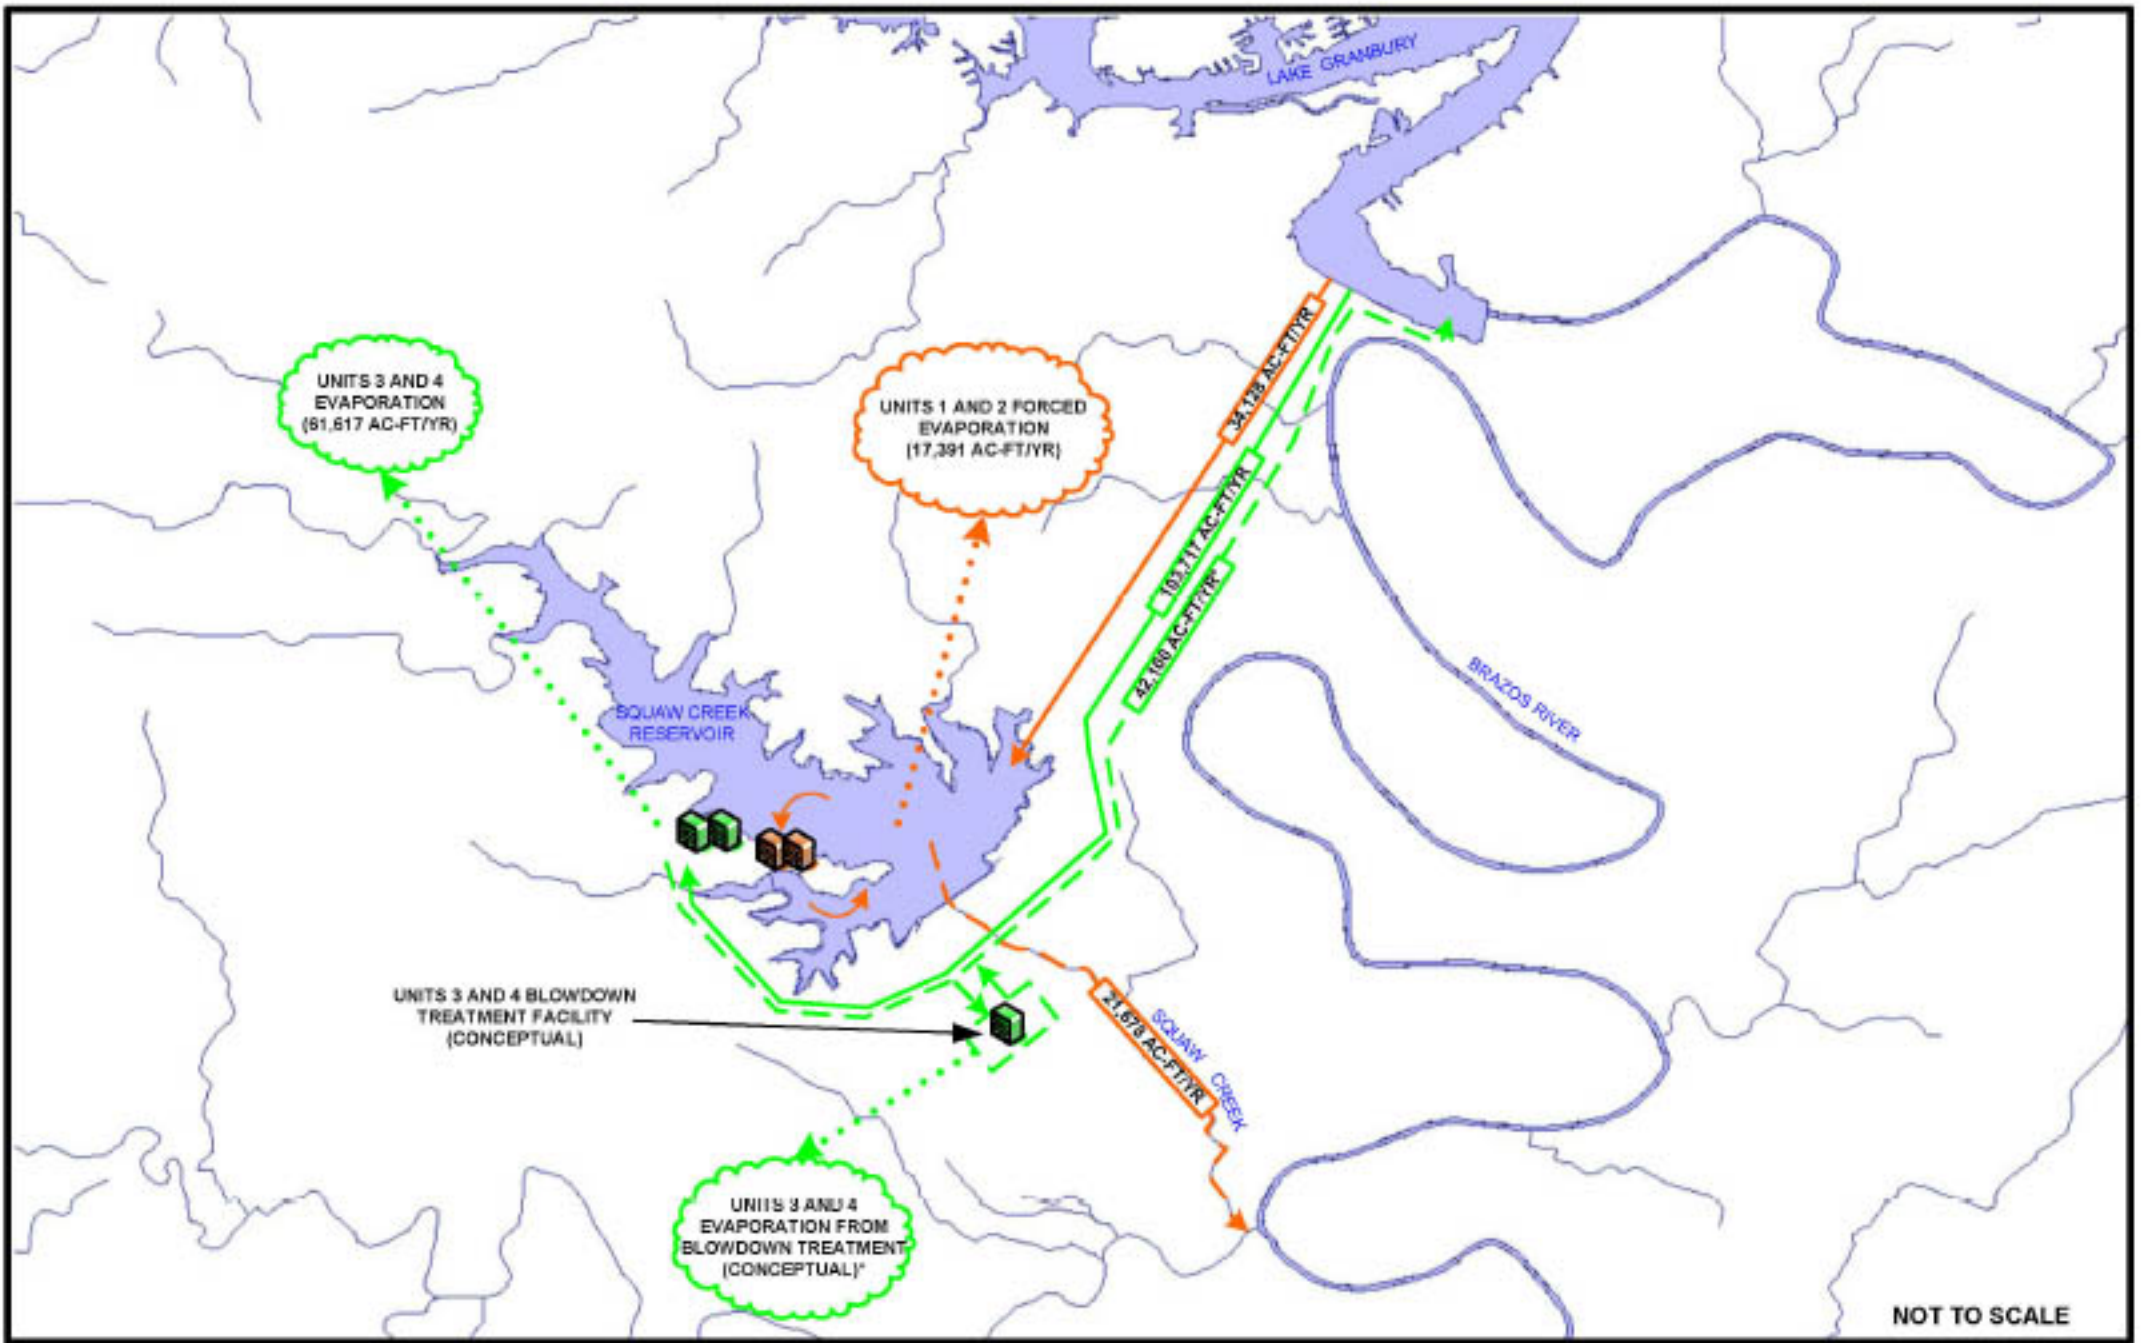 LAKE GRANBURY
34,128 AC-FT/YR
UNITS 3 AND 4
EVAPORATION
(61,617 AC-FT/YR)
UNITS 1 AND 2 FORCED
EVAPORATION
(17,391 AC-FT/YR)
103,717 AC-FT/YR
42,100 AC-FT/YR*
BRAZOS RIVER
SQUAW CREEK
RESERVOIR
UNITS 3 AND 4 BLOWDOWN
TREATMENT FACILITY
(CONCEPTUAL)
AC-FT/YR
SQUAW CREEK
UNITS 3 AND 4
EVAPORATION FROM
BLOWDOWN TREATMENT
(CONCEPTUAL)*
NOT TO SCALE